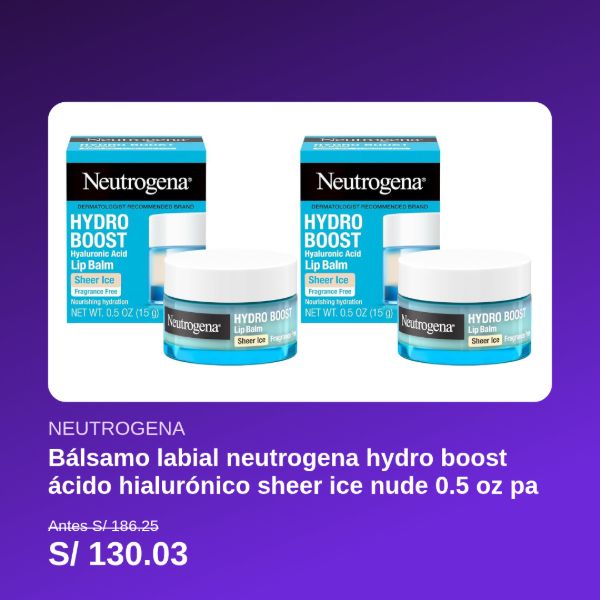 Neutrogena®
DERMATOLOGIST RECOMMENDED BRAND
HYDRO
BOOST
Hyaluronic Acid
Lip Balm
Sheer Ice
Fragrance Free
Nourishing hydration
NET WT. 0.5 OZ (15 g)
Neutrogena®
HYDRO BOOST
Lip Balm
Sheer Ice
Neutrogena®
DERMATOLOGIST RECOMMENDED BRAND
HYDRO
BOOST
Hyaluronic Acid
Lip Balm
Sheer Ice
Fragrance Free
Nourishing hydration
NET WT. 0.5 OZ (15 g)
Neutrogena®
HYDRO BOOST
Lip Balm
Sheer Ice
NEUTROGENA
Bálsamo labial neutrogena hydro boost
ácido hialurónico sheer ice nude 0.5 oz pa
Antes S/ 186.25
S/ 130.03